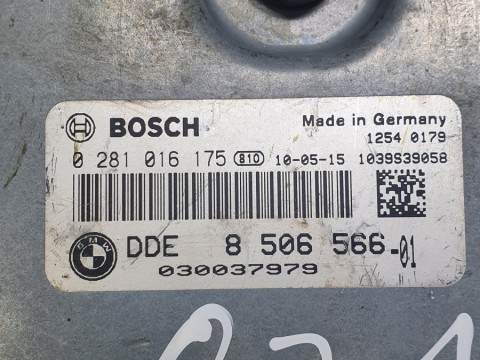 BOSCH
Made in Germany
1254 0179
0 281 016 175 810 10-05-15 1039S39058
BMW
DDE 8 506 566-01
030037979